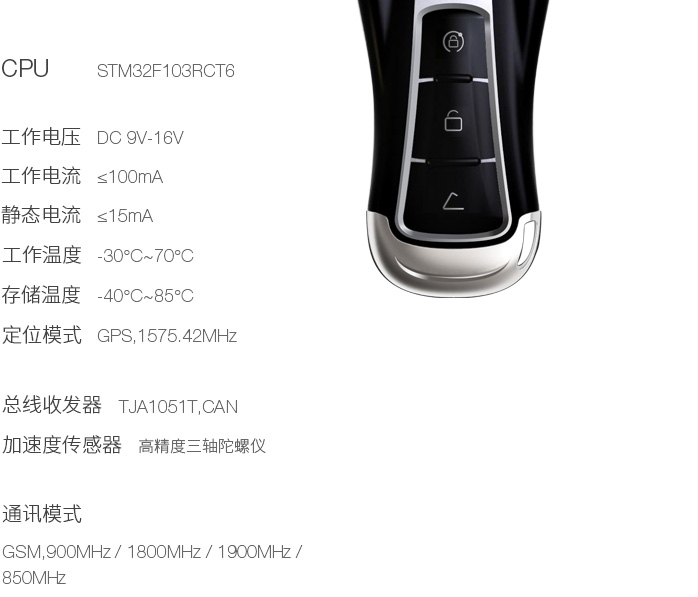 CPU STM32F103RCT6
工作电压 DC 9V-16V
工作电流 ≤100mA
静态电流 ≤15mA
工作温度 -30°C~70°C
存储温度 -40°C~85°C
定位模式 GPS,1575.42MHz
总线收发器 TJA1051T,CAN
加速度传感器 高精度三轴陀螺仪
通讯模式
GSM,900MHz / 1800MHz / 1900MHz /
850MHz